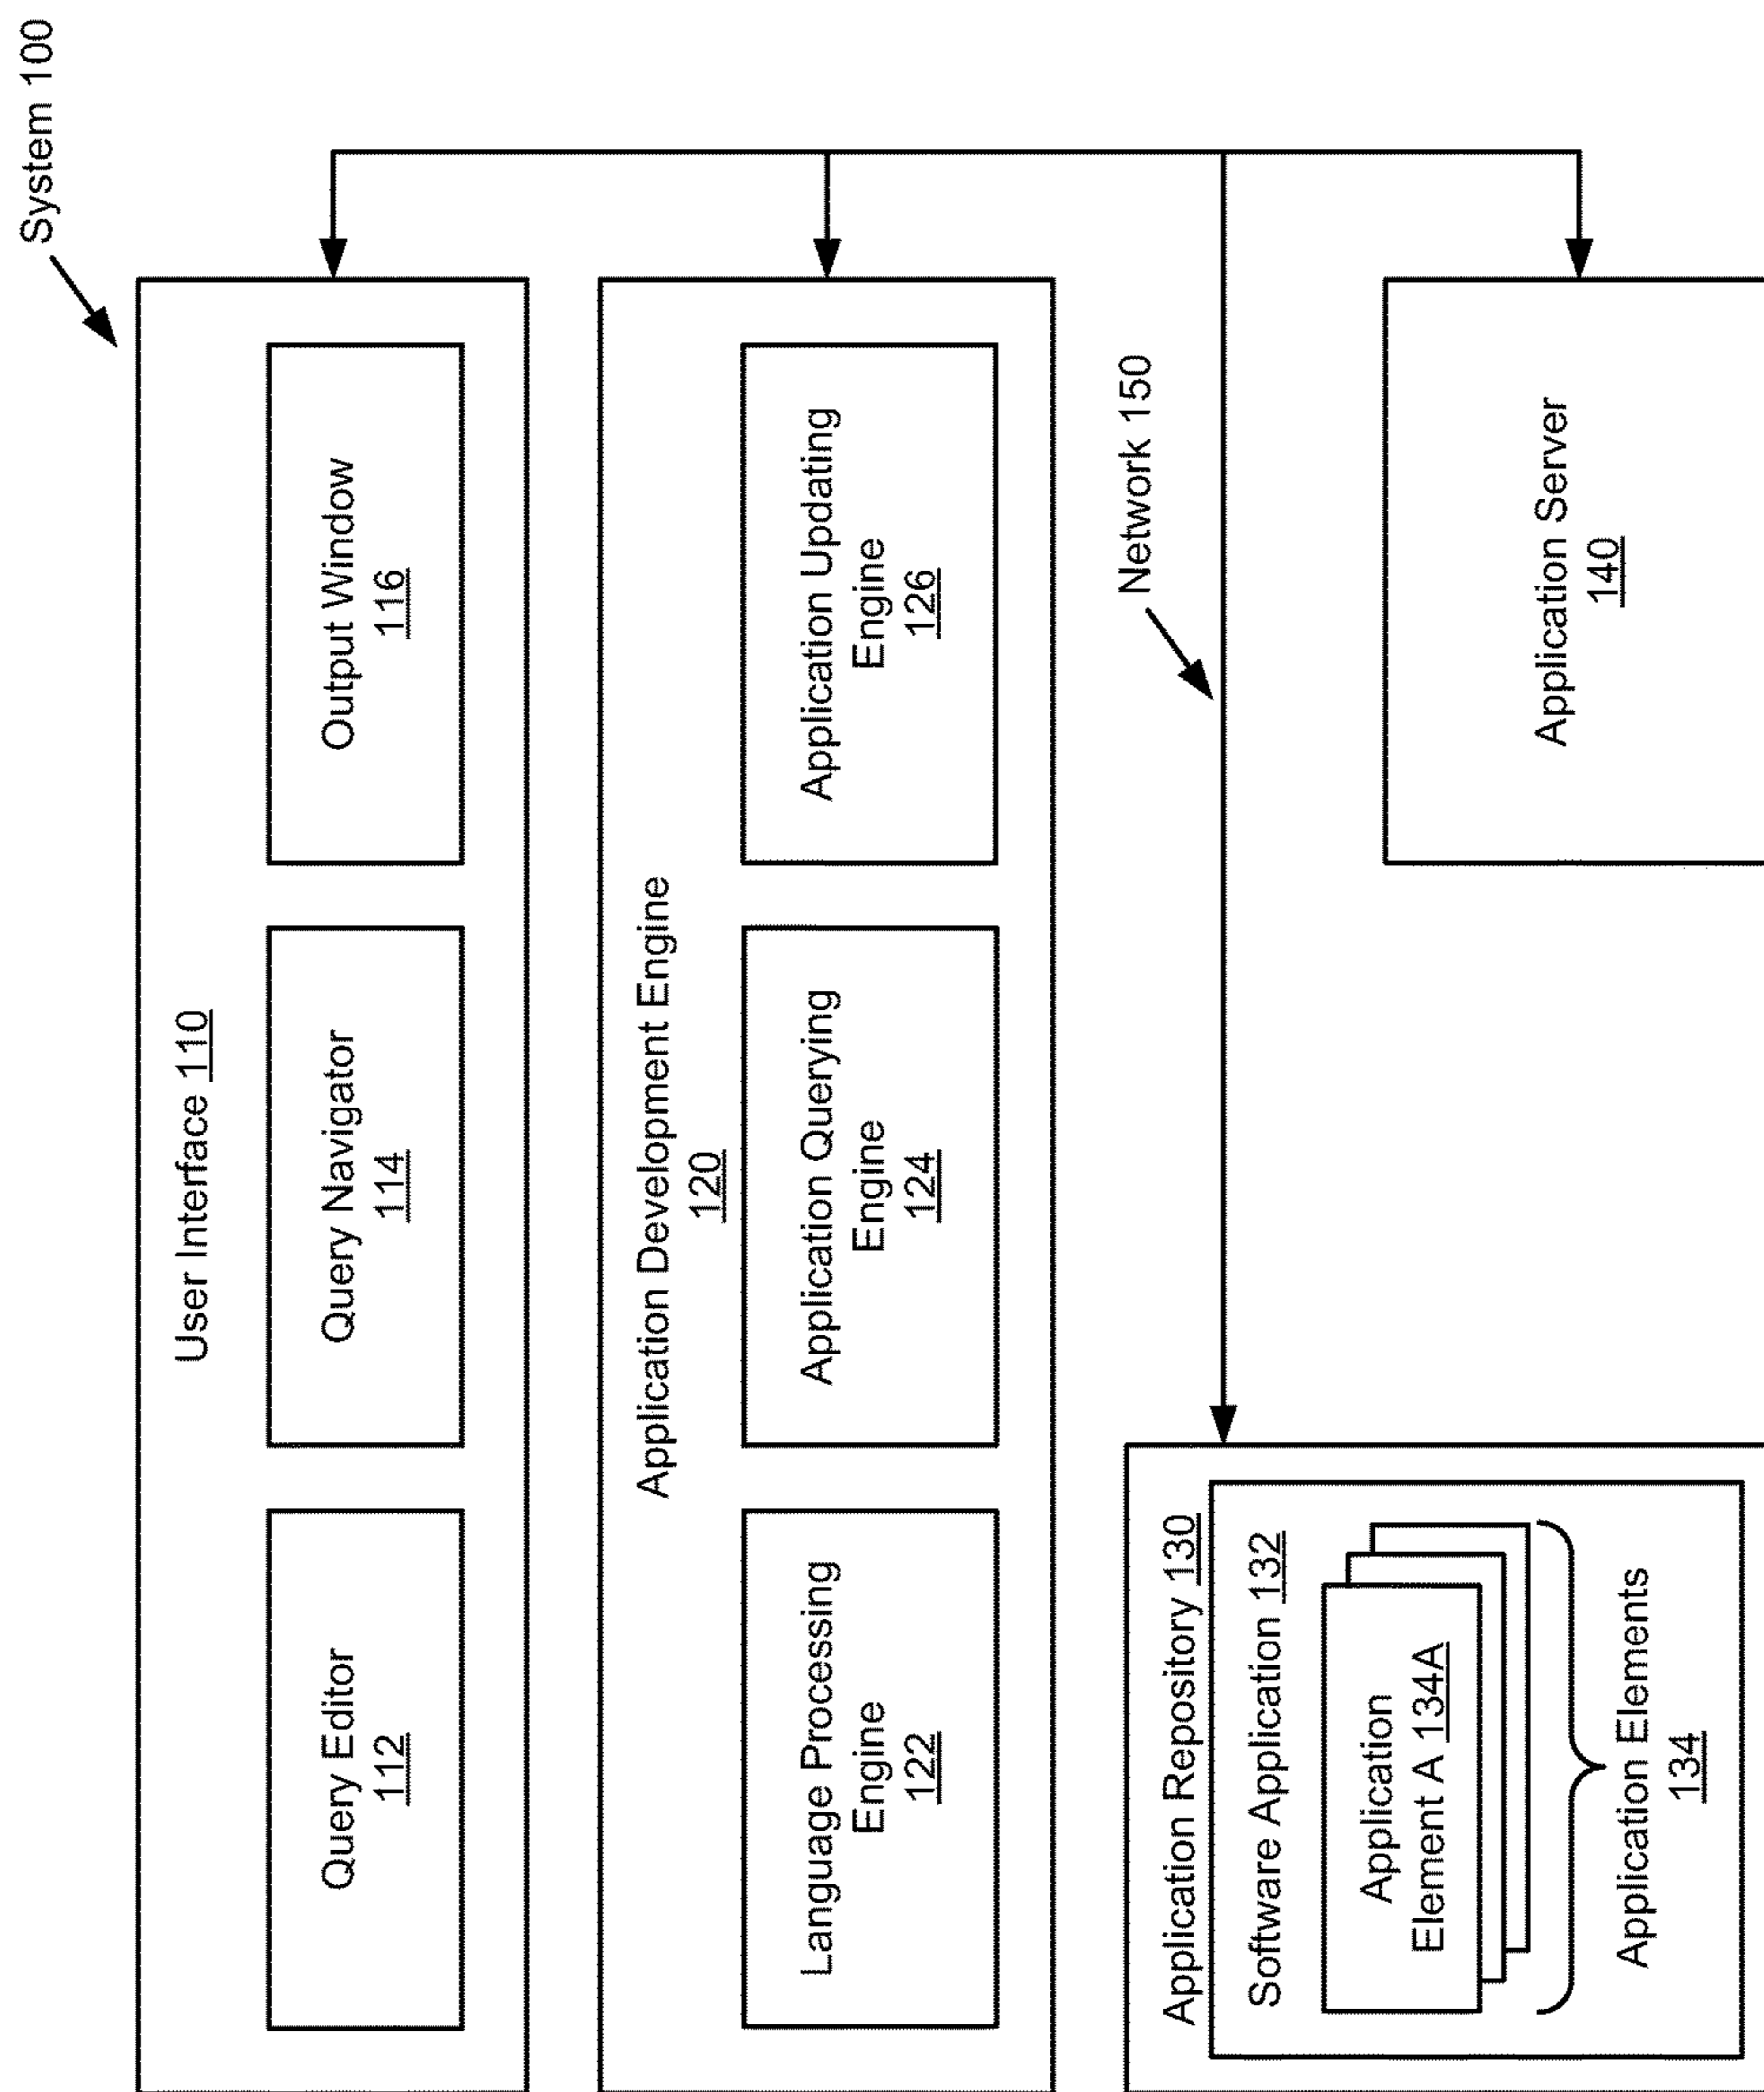 System 100
User Interface 110
Query Editor
112
Query Navigator
114
Output Window
116
Application Development Engine
120
Language Processing
Engine
122
Application Querying
Engine
124
Application Updating
Engine
126
Network 150
Application Repository 130
Software Application 132
Application
Element A 134A
Application Elements
134
Application Server
140